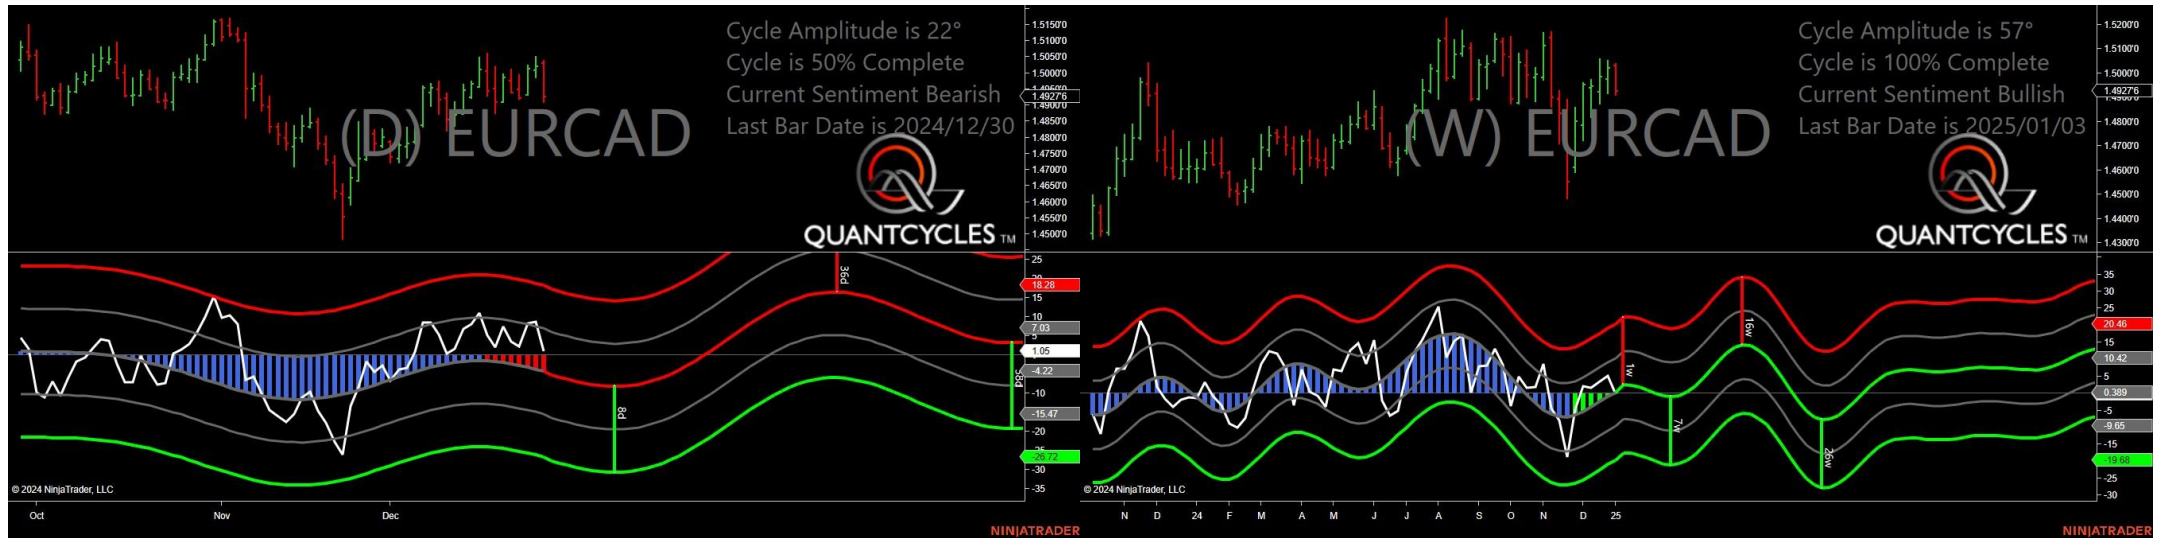 Cycle Amplitude is 22°
Cycle is 50% Complete
Current Sentiment Bearish
Last Bar Date is 2024/12/30
(D) EURCAD
QUANTCYCLES TM
1.5150'0
1.5100'0
1.5050'0
1.5000'0
1.4927'6
1.4900'0
1.4850'0
1.4800'0
1.4750'0
1.4700'0
1.4650'0
1.4600'0
1.4550'0
1.4500'0
36d
8d
58d
25
18.28
15
10
7.03
5
1.05
-4.22
-10
-15.47
-20
-26.72
-30
-35
© 2024 NinjaTrader, LLC
Oct Nov Dec
NINJATRADER
Cycle Amplitude is 57°
Cycle is 100% Complete
Current Sentiment Bullish
Last Bar Date is 2025/01/03
(W) EURCAD
QUANTCYCLES TM
1.5200'0
1.5100'0
1.5000'0
1.4927'6
1.4800'0
1.4700'0
1.4600'0
1.4500'0
1.4400'0
1.4300'0
1w
7w
16w
26w
35
30
25
20.46
15
10.42
5
0.389
-5
-9.65
-15
-19.68
-25
-30
© 2024 NinjaTrader, LLC
N D 24 F M A M J J A S O N D 25
NINJATRADER